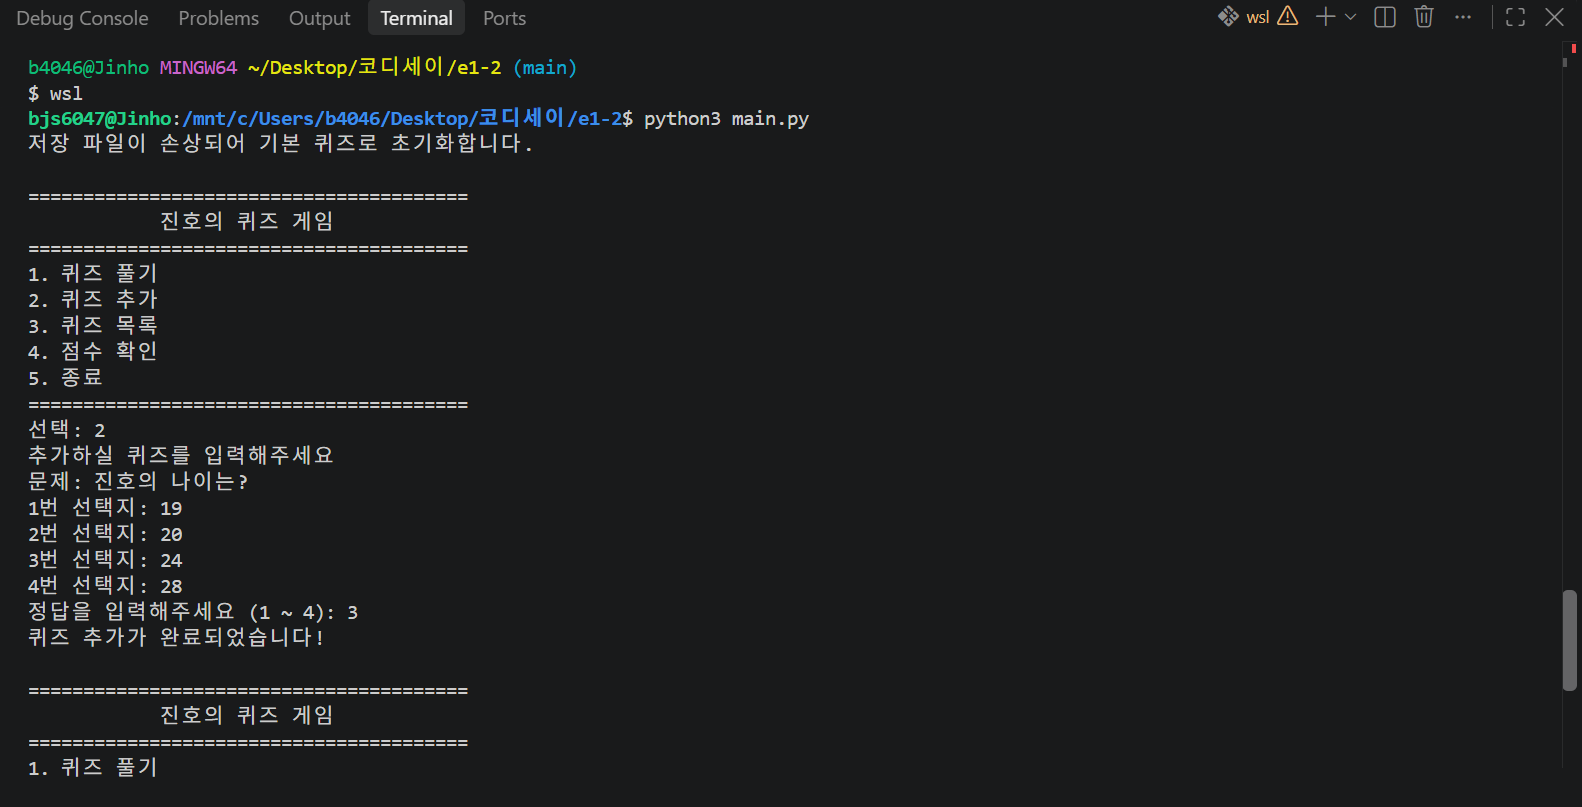 Debug Console Problems Output Terminal Ports wsl
b4046@Jinho MINGW64 ~/Desktop/코디세이/e1-2 (main)
$ wsl
bjs6047@Jinho:/mnt/c/Users/b4046/Desktop/코디세이/e1-2$ python3 main.py
저장 파일이 손상되어 기본 퀴즈로 초기화합니다.
========================================
진호의 퀴즈 게임
========================================
1. 퀴즈 풀기
2. 퀴즈 추가
3. 퀴즈 목록
4. 점수 확인
5. 종료
========================================
선택: 2
추가하실 퀴즈를 입력해주세요
문제: 진호의 나이는?
1번 선택지: 19
2번 선택지: 20
3번 선택지: 24
4번 선택지: 28
정답을 입력해주세요 (1 ~ 4): 3
퀴즈 추가가 완료되었습니다!
========================================
진호의 퀴즈 게임
========================================
1. 퀴즈 풀기